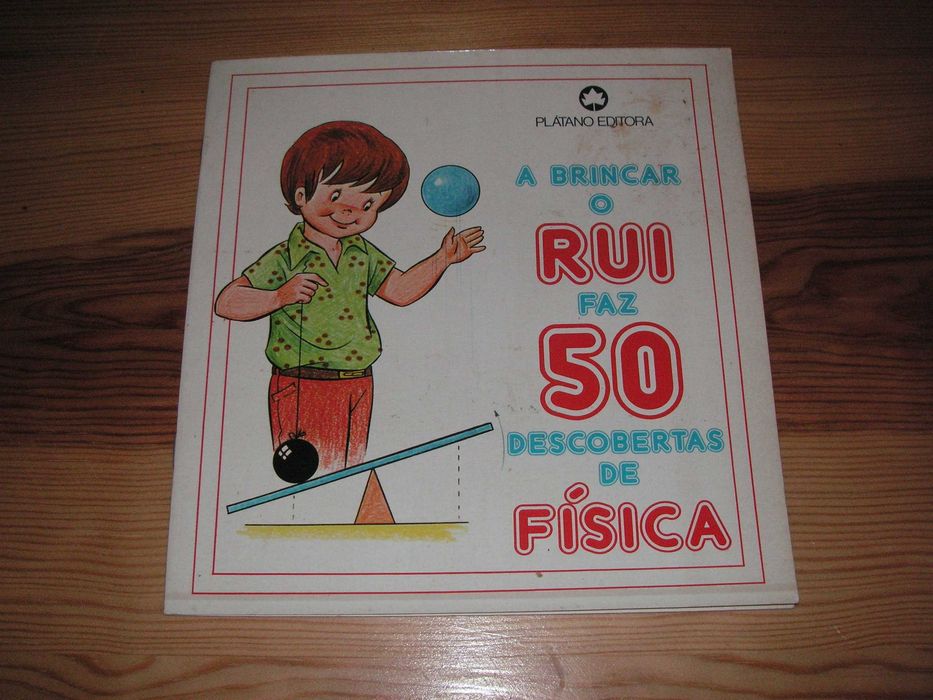 PLÁTANO EDITORA
A BRINCAR
O
RUI
FAZ
50
DESCOBERTAS
DE
FÍSICA